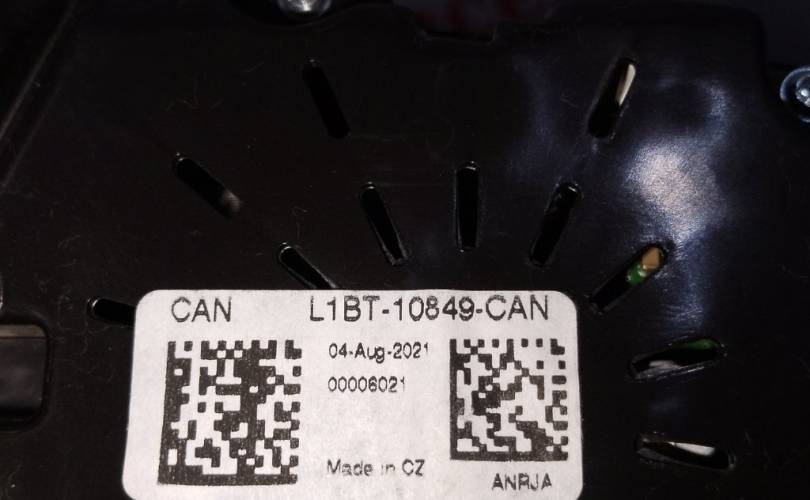 CAN L1BT-10849-CAN
04-Aug-2021
00006021
Made in CZ
ANRJA